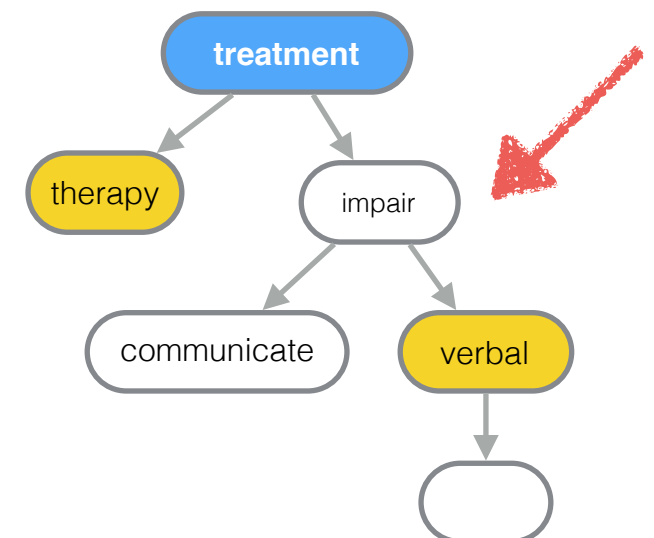 treatment
therapy
impair
communicate
verbal